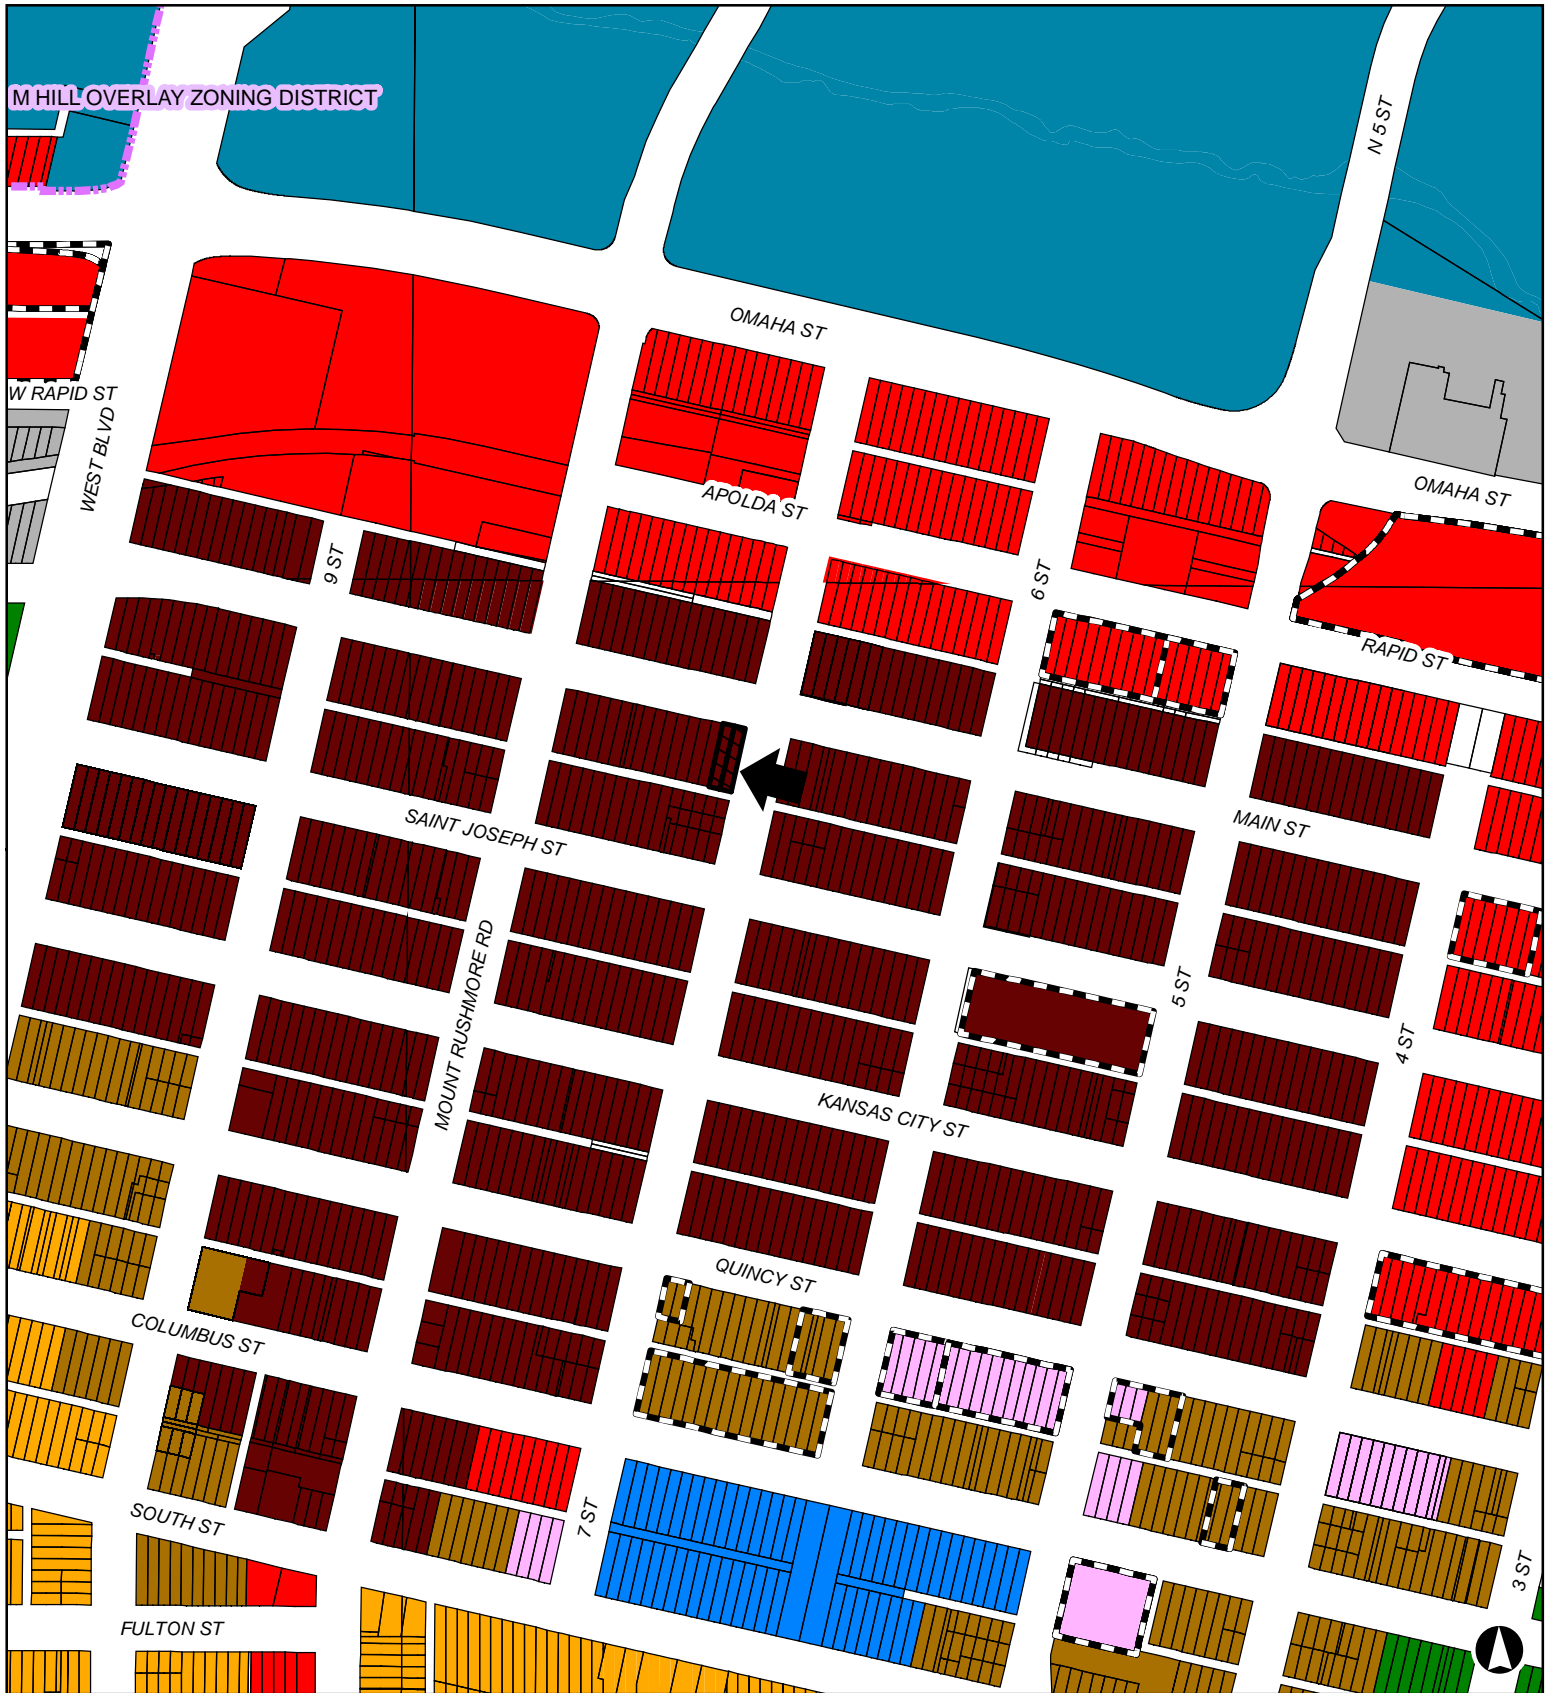 M HILL OVERLAY ZONING DISTRICT
N 5 ST
OMAHA ST
W RAPID ST
WEST BLVD
OMAHA ST
APOLDA ST
9 ST
6 ST
RAPID ST
SAINT JOSEPH ST
MAIN ST
MOUNT RUSHMORE RD
5 ST
4 ST
KANSAS CITY ST
QUINCY ST
COLUMBUS ST
SOUTH ST
7 ST
3 ST
FULTON ST